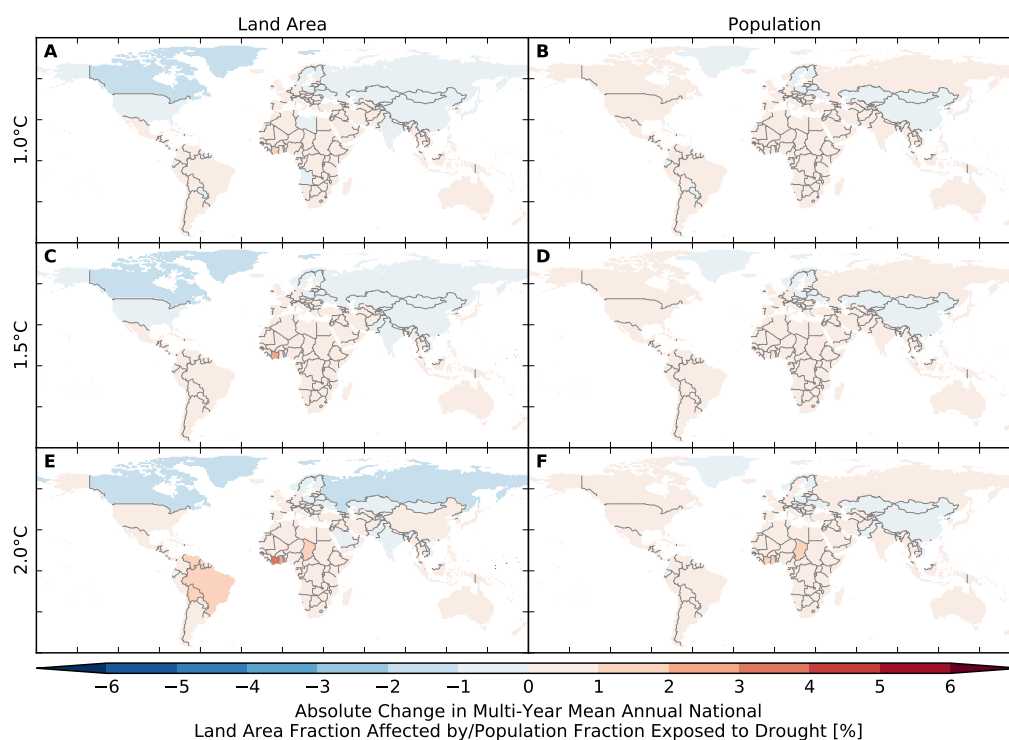 Land Area
Population
A
B
1.0°C
C
D
1.5°C
E
F
2.0°C
−6 −5 −4 −3 −2 −1 0 1 2 3 4 5 6
Absolute Change in Multi-Year Mean Annual National
Land Area Fraction Affected by/Population Fraction Exposed to Drought [%]